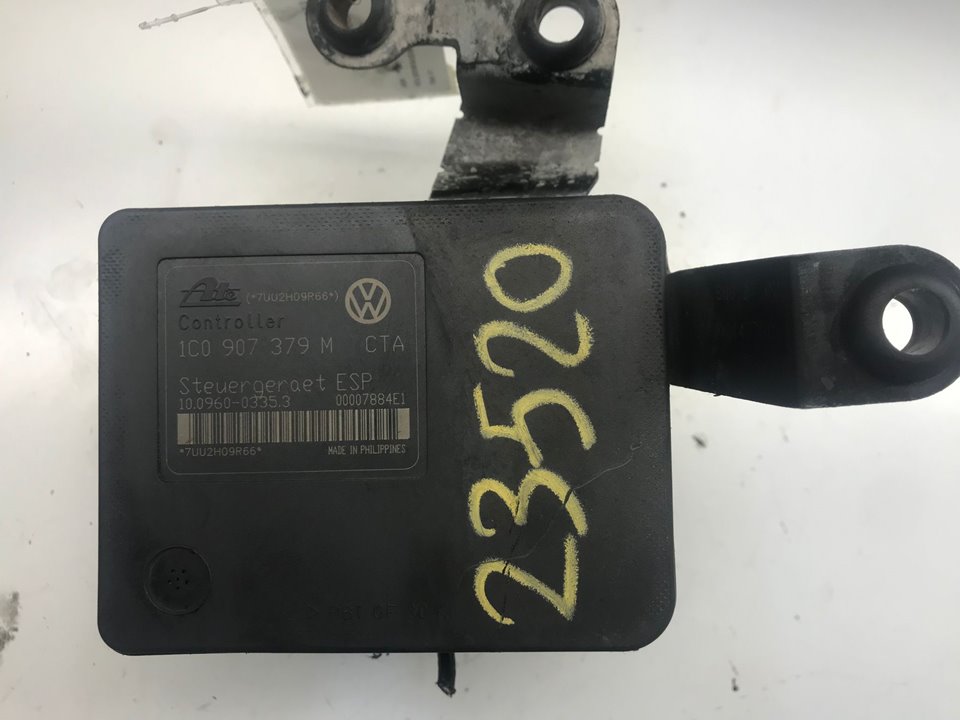 Ate (*7UU2H09R66*)
Controller
1C0 907 379 M CTA
Steuergeraet ESP
10.0960-0335.3 00007884E1
*7UU2H09R66*
MADE IN PHILIPPINES
23520